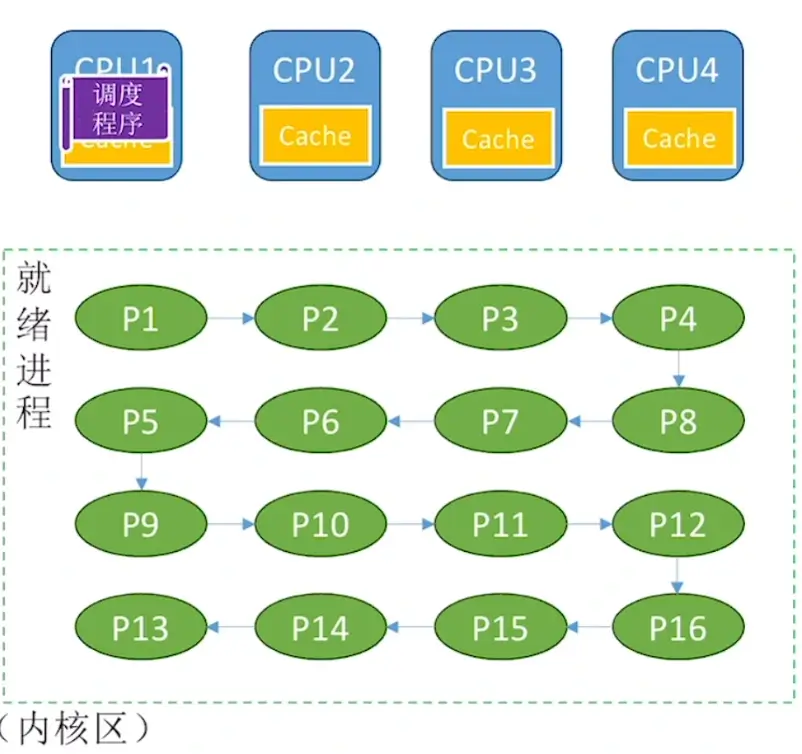 CPU1
调度
程序
Cache
CPU2
Cache
CPU3
Cache
CPU4
Cache
就绪进程
P1
P2
P3
P4
P5
P6
P7
P8
P9
P10
P11
P12
P13
P14
P15
P16
（内核区）